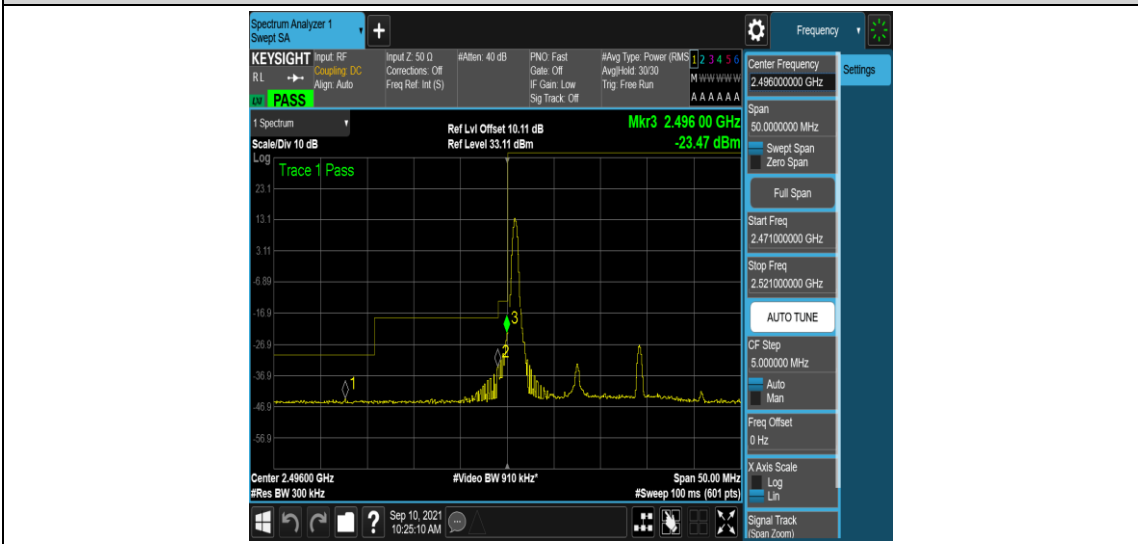 Spectrum Analyzer 1
Swept SA
+
Frequency
KEYSIGHT
RL
PASS
Input: RF
Coupling: DC
Align: Auto
Input Z: 50 Ω
Corrections: Off
Freq Ref: Int (S)
#Atten: 40 dB
PNO: Fast
Gate: Off
IF Gain: Low
Sig Track: Off
#Avg Type: Power (RMS
Avg|Hold: 30/30
Trig: Free Run
1 2 3 4 5 6
M W W W W W
A A A A A A
Center Frequency
2.496000000 GHz
Settings
1 Spectrum
Scale/Div 10 dB
Ref Lvl Offset 10.11 dB
Ref Level 33.11 dBm
Mkr3 2.496 00 GHz
-23.47 dBm
Span
50.0000000 MHz
Swept Span
Zero Span
Full Span
Start Freq
2.471000000 GHz
Stop Freq
2.521000000 GHz
AUTO TUNE
CF Step
5.000000 MHz
Auto
Man
Freq Offset
0 Hz
X Axis Scale
Log
Lin
Signal Track
(Span Zoom)
Log
Trace 1 Pass
23.1
13.1
3.11
-6.89
-16.9
-26.9
-36.9
-46.9
-56.9
1
2
3
Center 2.49600 GHz
#Res BW 300 kHz
#Video BW 910 kHz*
Span 50.00 MHz
#Sweep 100 ms (601 pts)
?
Sep 10, 2021
10:25:10 AM